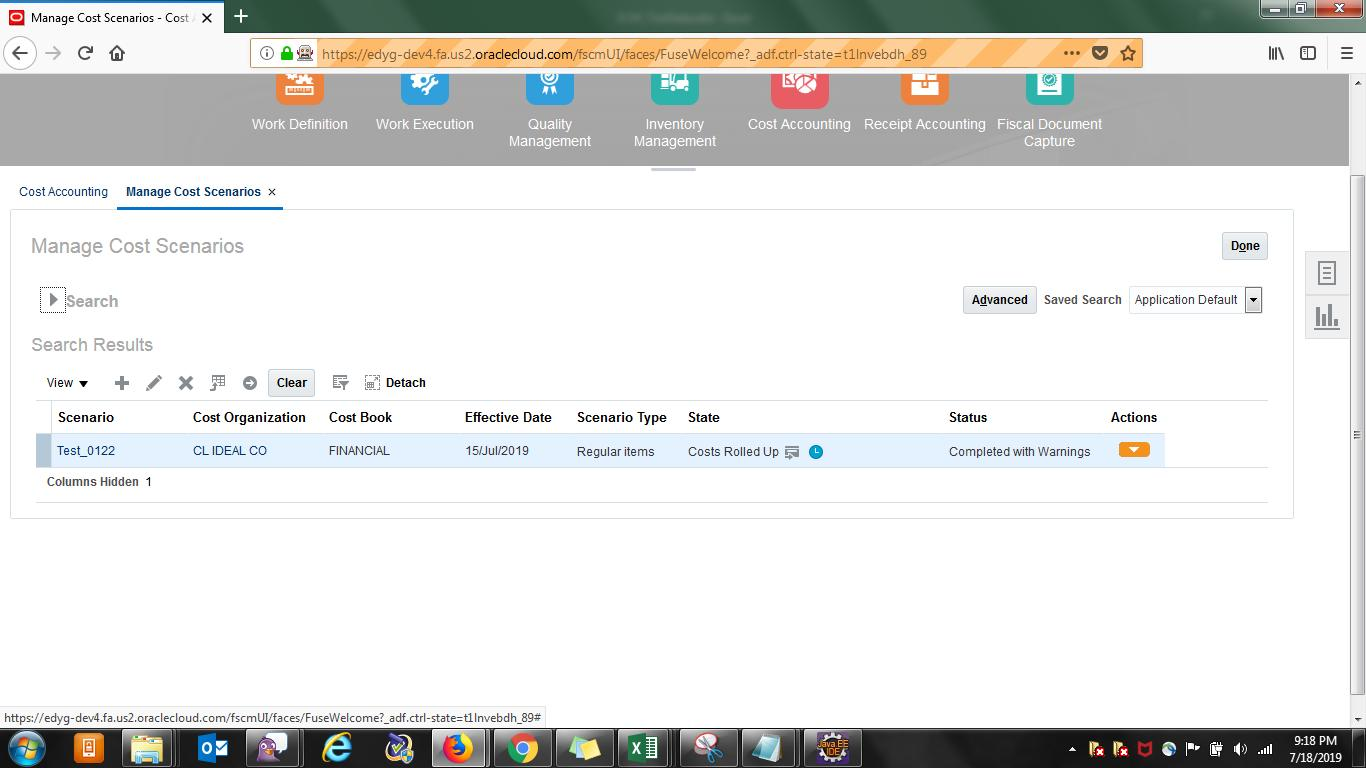 Manage Cost Scenarios - Cost
https://edyg-dev4.fa.us2.oraclecloud.com/fscmUI/faces/FuseWelcome?_adf.ctrl-state=t1lnvebdh_89
Work Definition Work Execution Quality Management Inventory Management Cost Accounting Receipt Accounting Fiscal Document Capture
Cost Accounting Manage Cost Scenarios
Manage Cost Scenarios Done
Search Advanced Saved Search Application Default
Search Results
View Clear Detach
Scenario Cost Organization Cost Book Effective Date Scenario Type State Status Actions
Test_0122 CL IDEAL CO FINANCIAL 15/Jul/2019 Regular items Costs Rolled Up Completed with Warnings
Columns Hidden 1
https://edyg-dev4.fa.us2.oraclecloud.com/fscmUI/faces/FuseWelcome?_adf.ctrl-state=t1lnvebdh_89#
Java EE
IDE
9:18 PM
7/18/2019